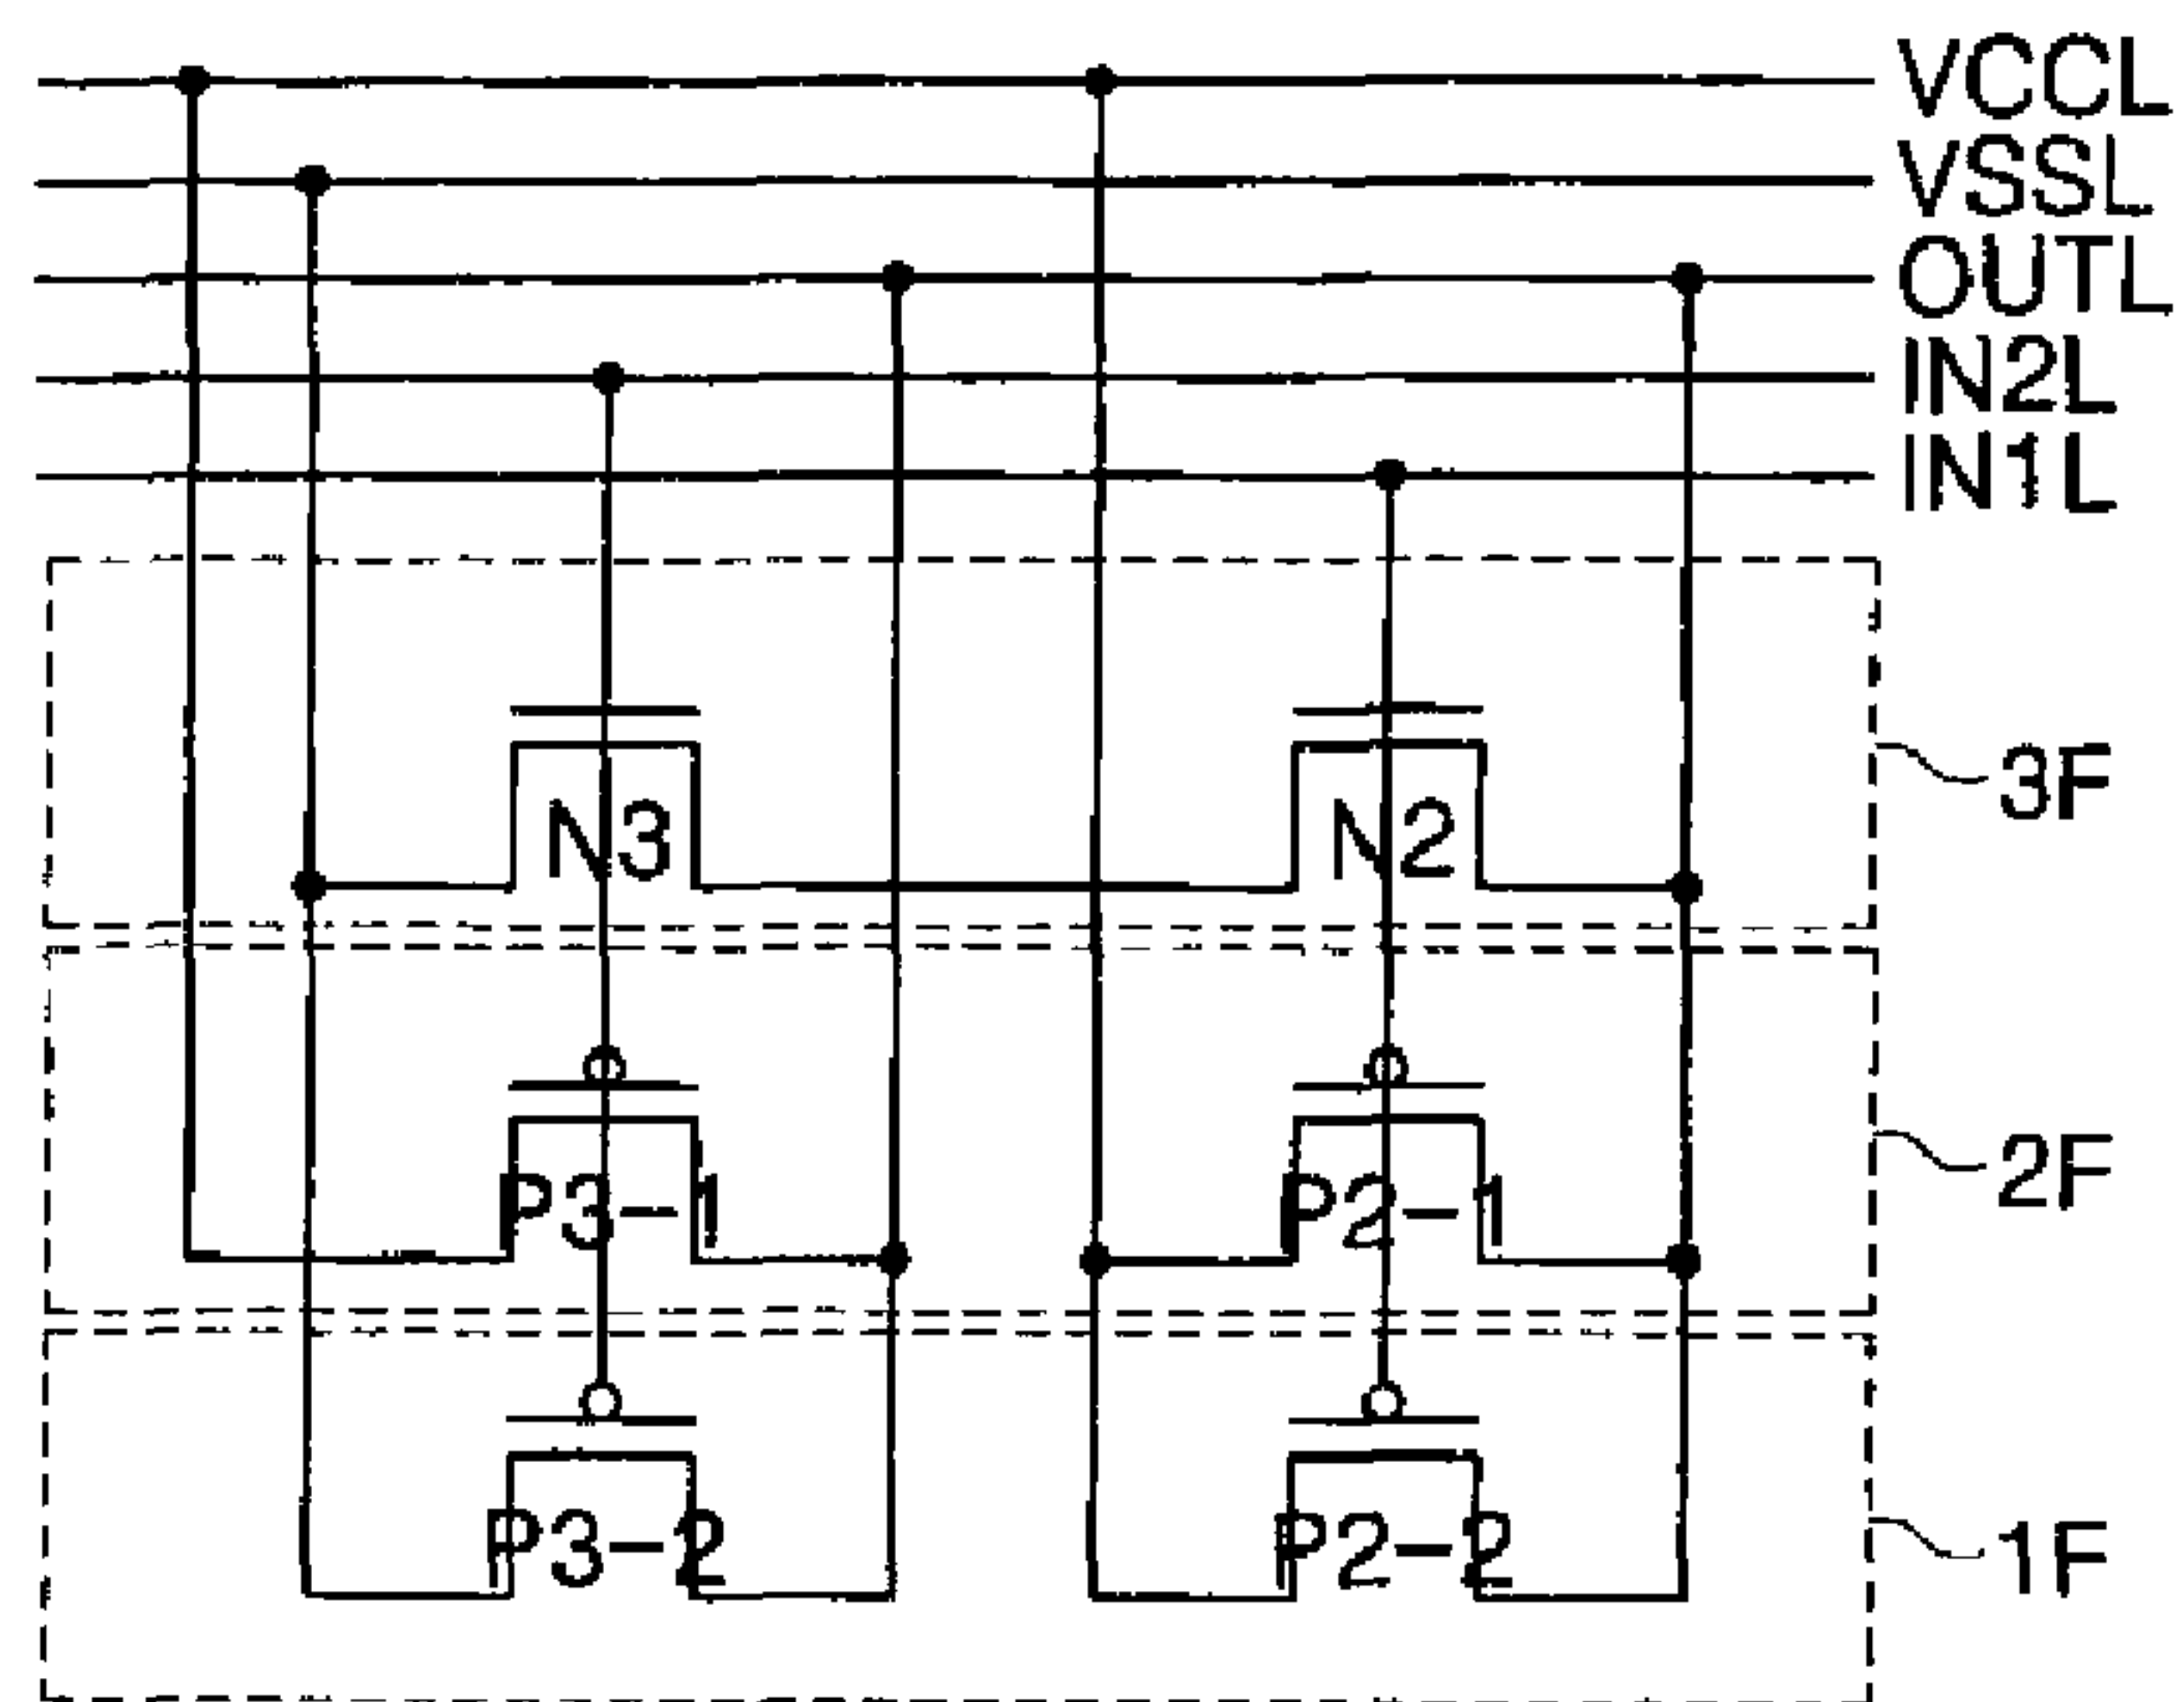 VCCL
VSSL
OUTL
IN2L
IN1L
3F
N3 N2
2F
P3-1 P2-1
1F
P3-2 P2-2